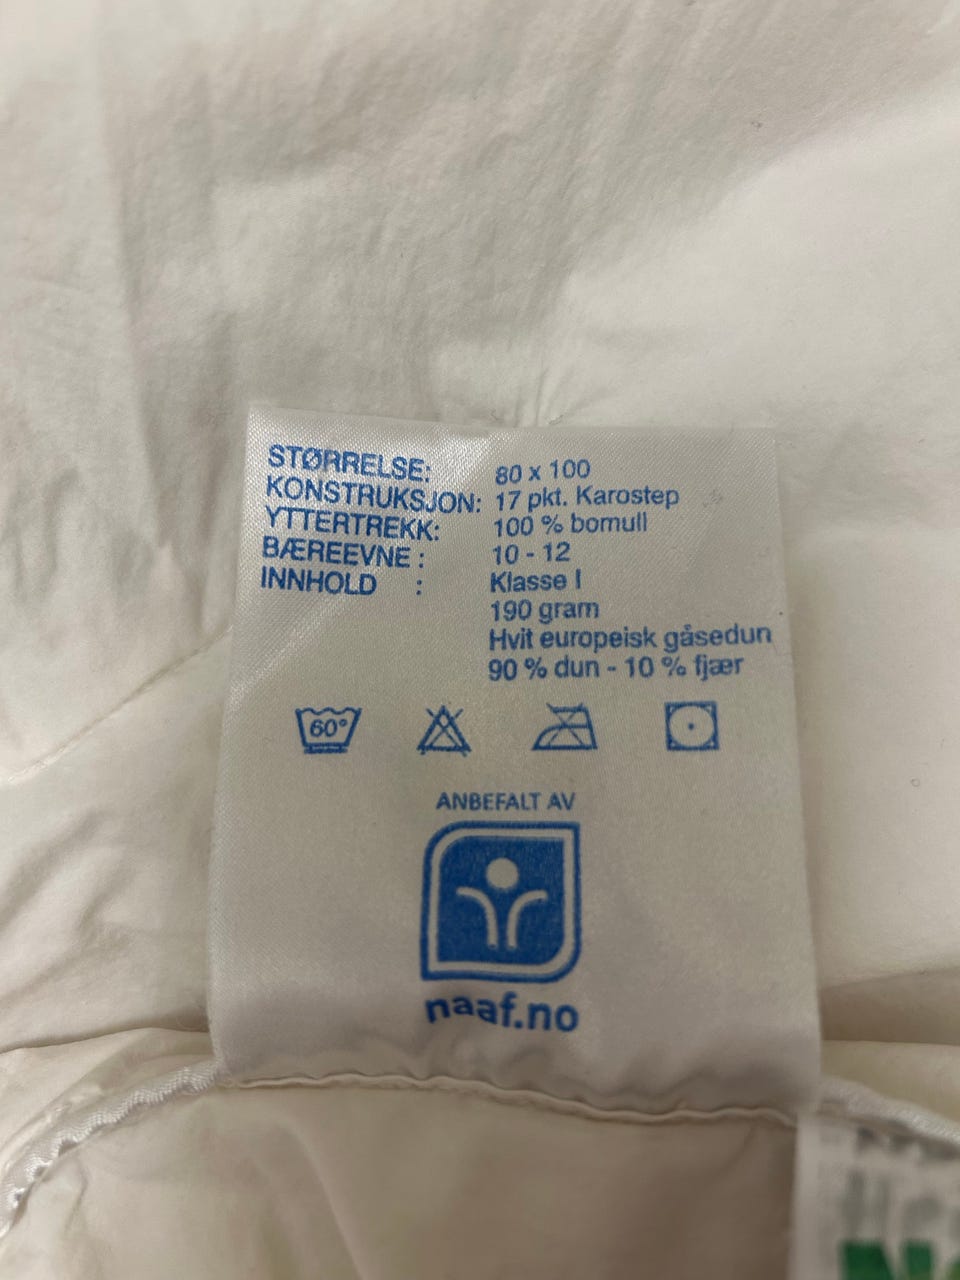 STØRRELSE: 80 x 100
KONSTRUKSJON: 17 pkt. Karostep
YTTERTREKK: 100 % bomull
BÆREEVNE : 10 - 12
INNHOLD : Klasse I
190 gram
Hvit europeisk gåsedun
90 % dun - 10 % fjær
60°
ANBEFALT AV
naaf.no